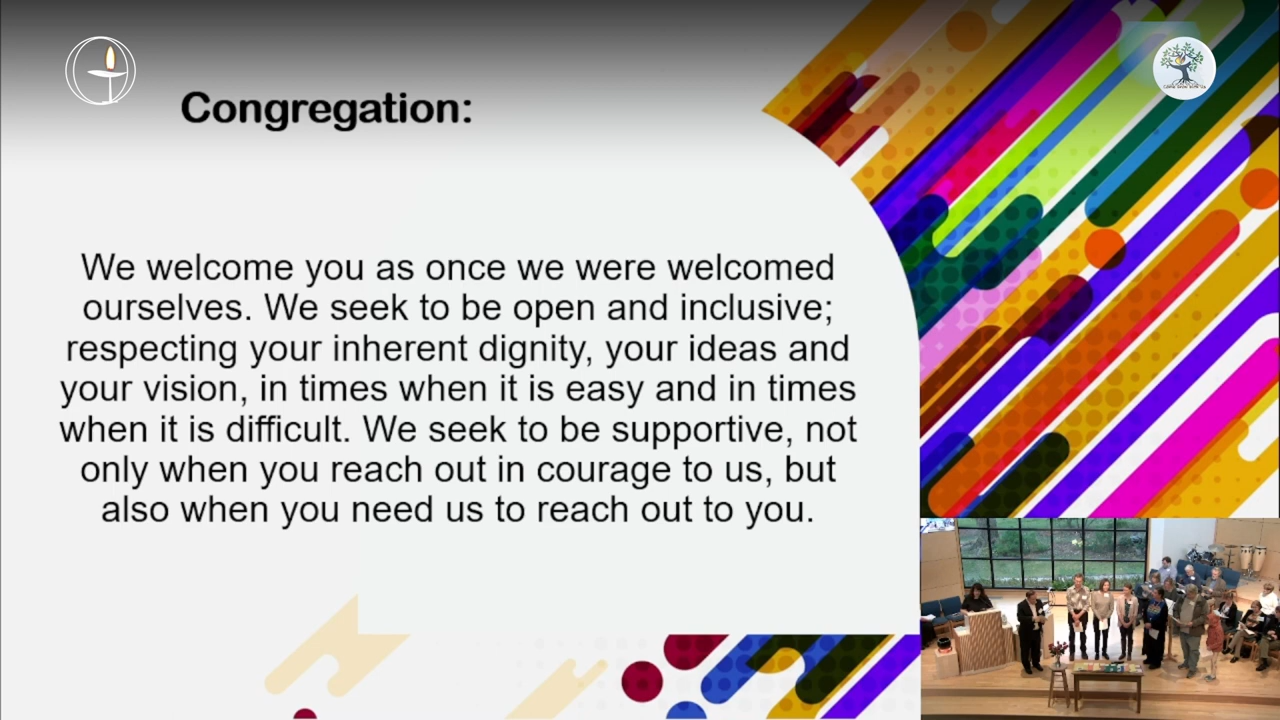 Congregation:
We welcome you as once we were welcomed
ourselves. We seek to be open and inclusive;
respecting your inherent dignity, your ideas and
your vision, in times when it is easy and in times
when it is difficult. We seek to be supportive, not
only when you reach out in courage to us, but
also when you need us to reach out to you.